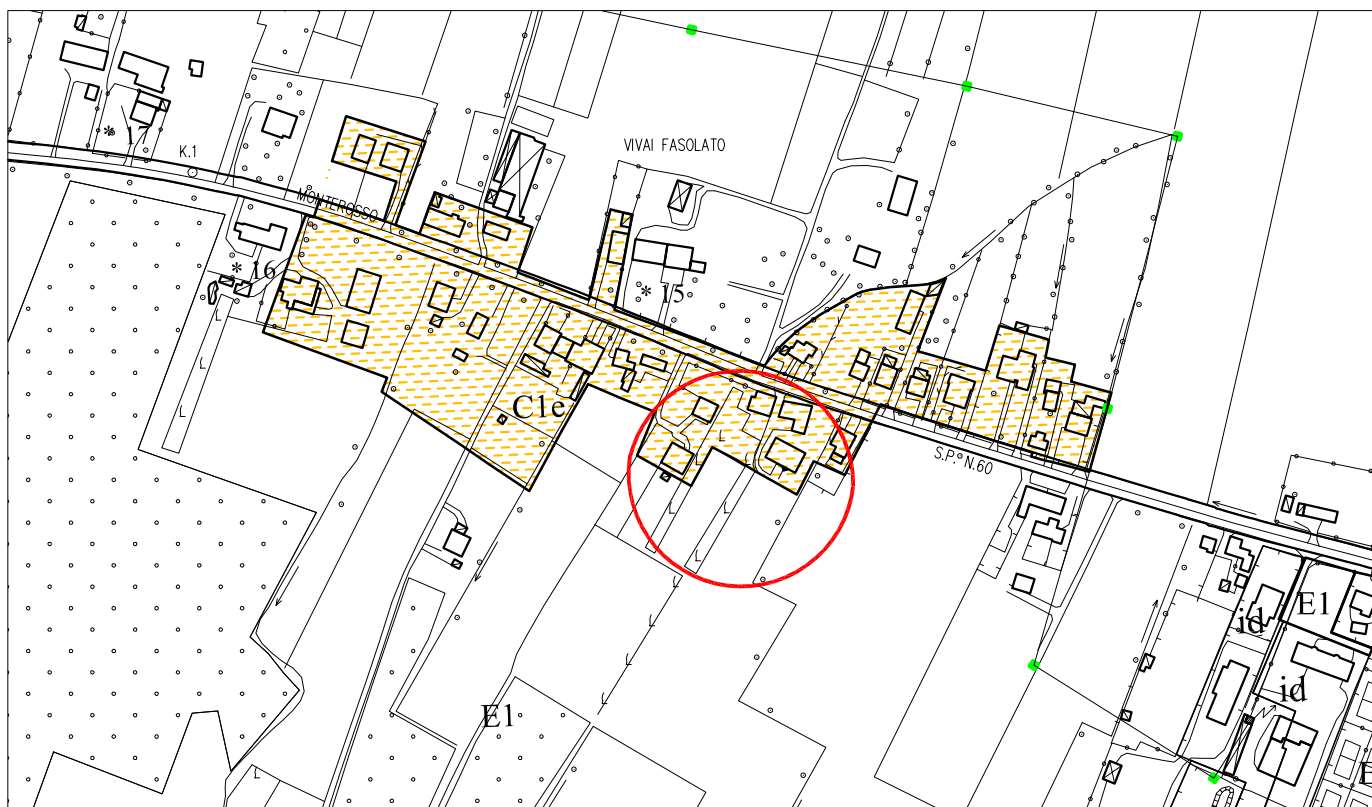 * 17
K.1
VIVAI FASOLATO
MONTEROSSO
* 16
* 15
C1e
S.P. N.60
E1
id
id
E1
E